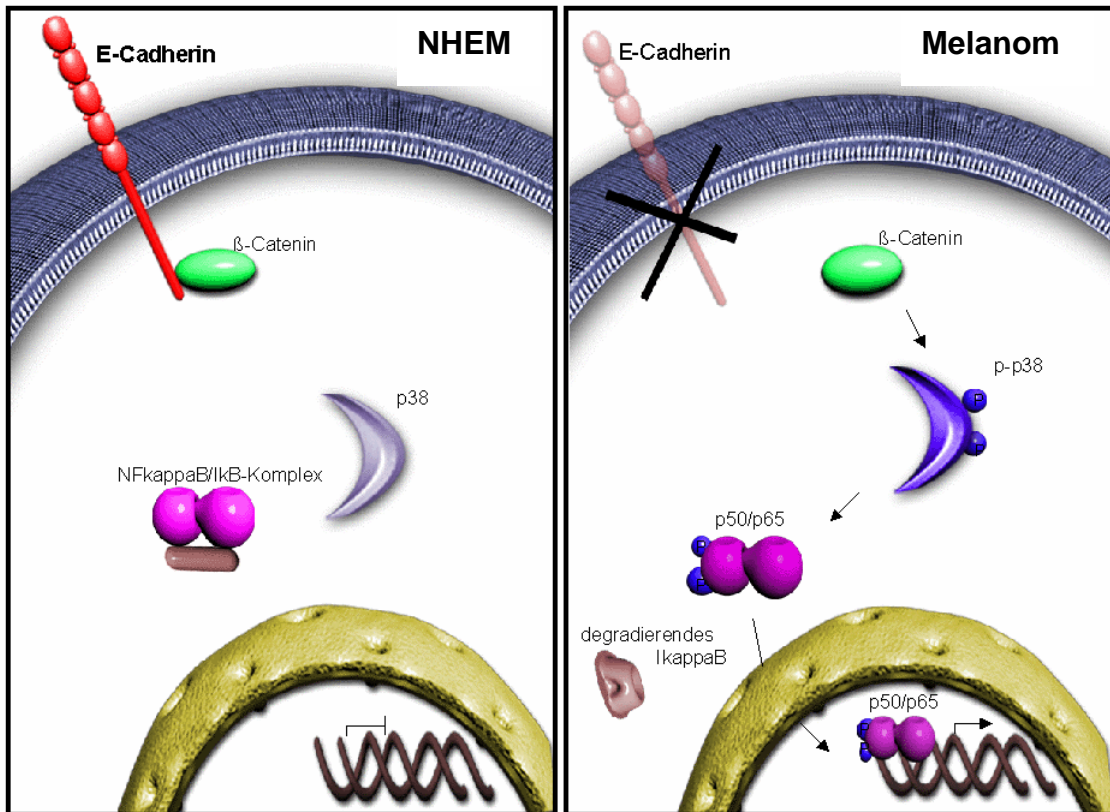 NHEM
E-Cadherin
ß-Catenin
p38
NFkappaB/IkB-Komplex
Melanom
E-Cadherin
ß-Catenin
p-p38
P
P
p50/p65
P
P
degradierendes
IkappaB
p50/p65